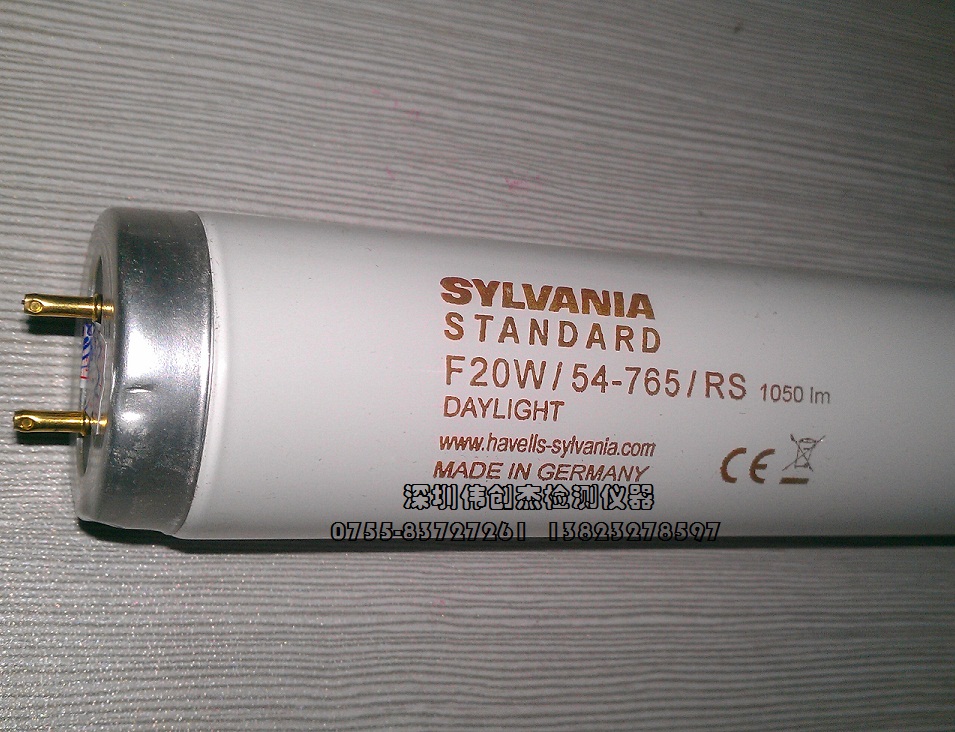 SYLVANIA
STANDARD
F20W/54-765/RS 1050 lm
DAYLIGHT
www.havells-sylvania.com
MADE IN GERMANY
CE
深圳伟创杰检测仪器
0755-83727261 13823278597